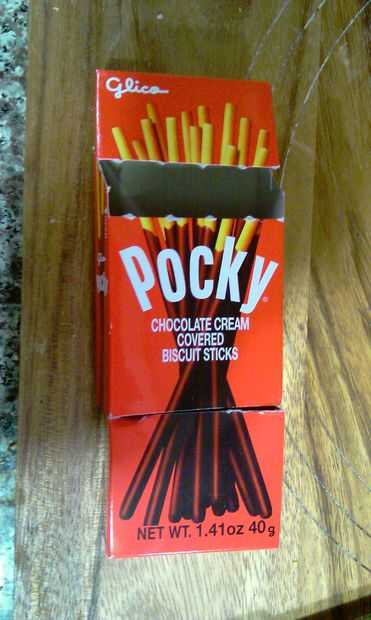 Glico
Pocky®
CHOCOLATE CREAM
COVERED
BISCUIT STICKS
NET WT. 1.41oz 40g